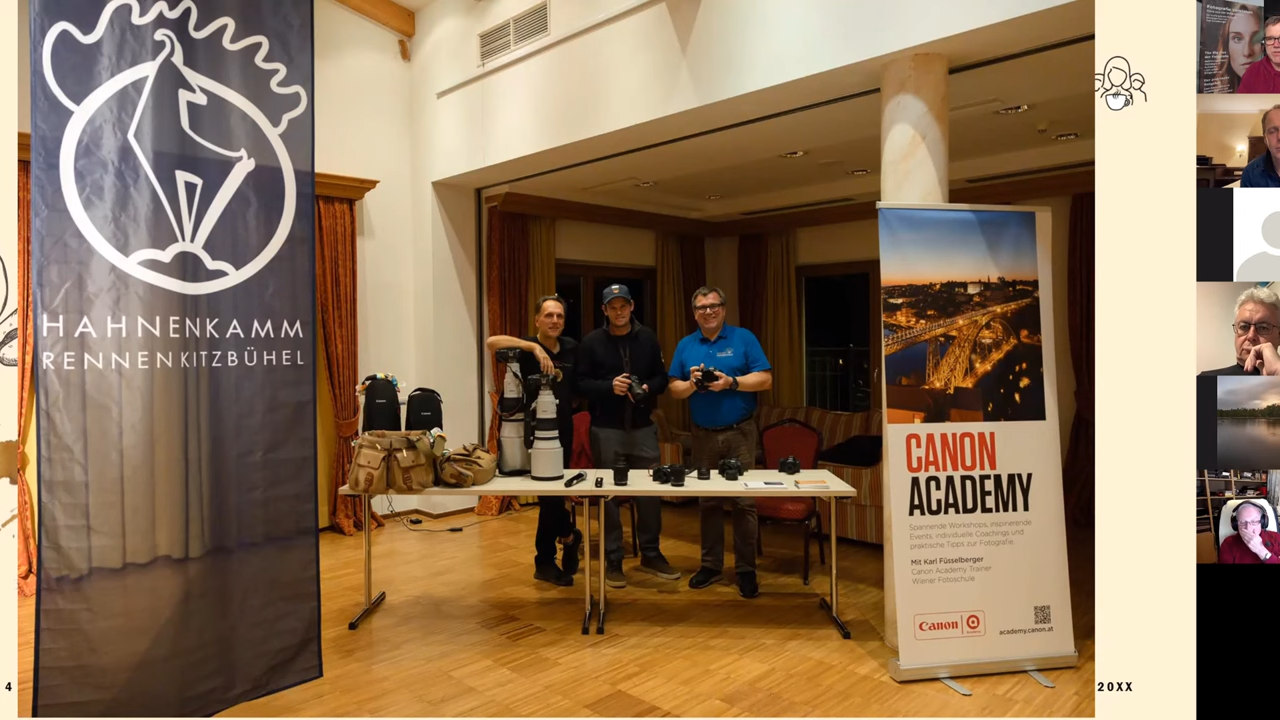 HAHNENKAMM
RENNEN KITZBÜHEL
CANON
ACADEMY
Spannende Workshops, inspirierende
Events, individuelle Coachings und
praktische Tipps zur Fotografie.
Mit Karl Füsselberger
Canon Academy Trainer
Wiener Fotoschule
Canon
academy.canon.at
4
20XX